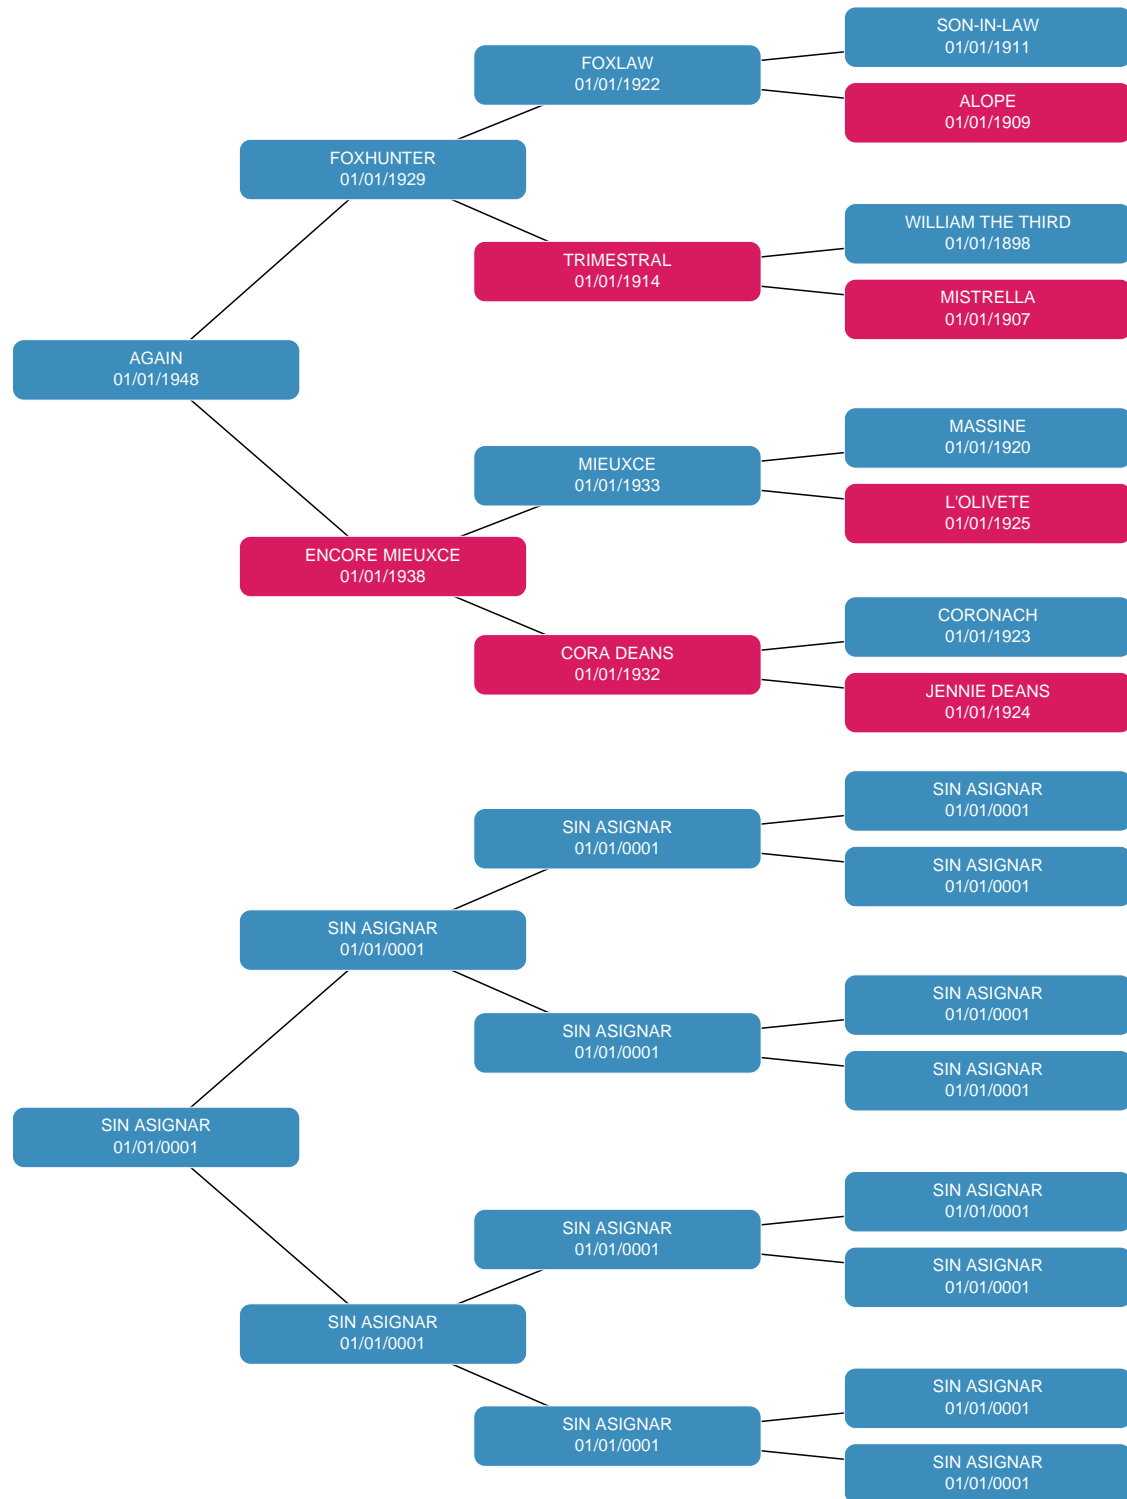 SON-IN-LAW
01/01/1911
FOXLAW
01/01/1922
ALOPE
01/01/1909
FOXHUNTER
01/01/1929
WILLIAM THE THIRD
01/01/1898
TRIMESTRAL
01/01/1914
MISTRELLA
01/01/1907
AGAIN
01/01/1948
MASSINE
01/01/1920
MIEUXCE
01/01/1933
L'OLIVETE
01/01/1925
ENCORE MIEUXCE
01/01/1938
CORONACH
01/01/1923
CORA DEANS
01/01/1932
JENNIE DEANS
01/01/1924
SIN ASIGNAR
01/01/0001
SIN ASIGNAR
01/01/0001
SIN ASIGNAR
01/01/0001
SIN ASIGNAR
01/01/0001
SIN ASIGNAR
01/01/0001
SIN ASIGNAR
01/01/0001
SIN ASIGNAR
01/01/0001
SIN ASIGNAR
01/01/0001
SIN ASIGNAR
01/01/0001
SIN ASIGNAR
01/01/0001
SIN ASIGNAR
01/01/0001
SIN ASIGNAR
01/01/0001
SIN ASIGNAR
01/01/0001
SIN ASIGNAR
01/01/0001
SIN ASIGNAR
01/01/0001